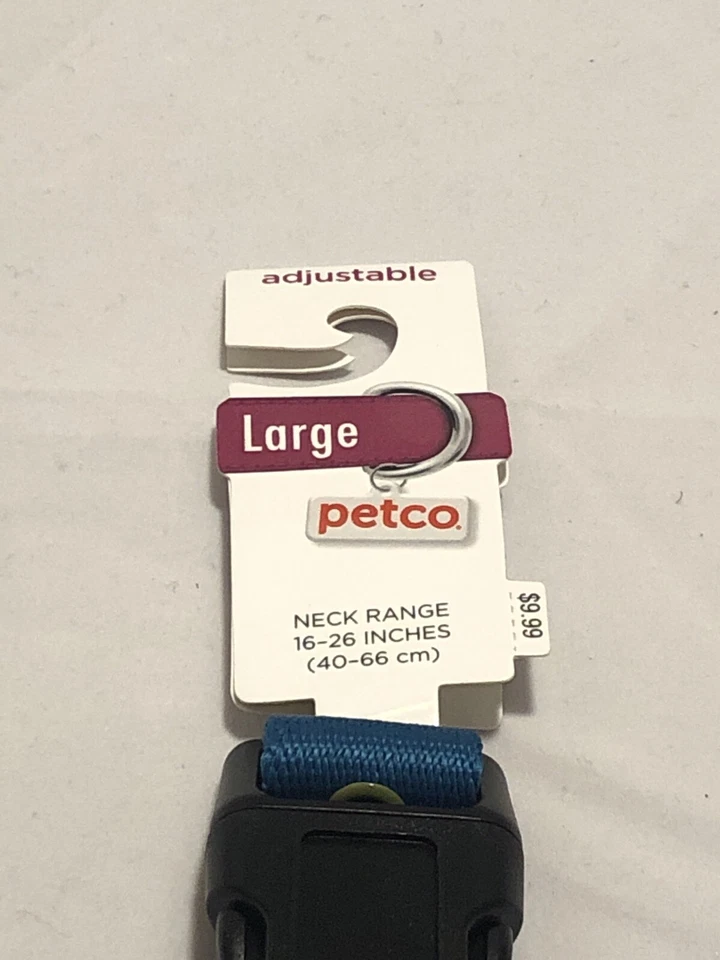 adjustable
Large
petco.
NECK RANGE
16–26 INCHES
(40–66 cm)
$9.99